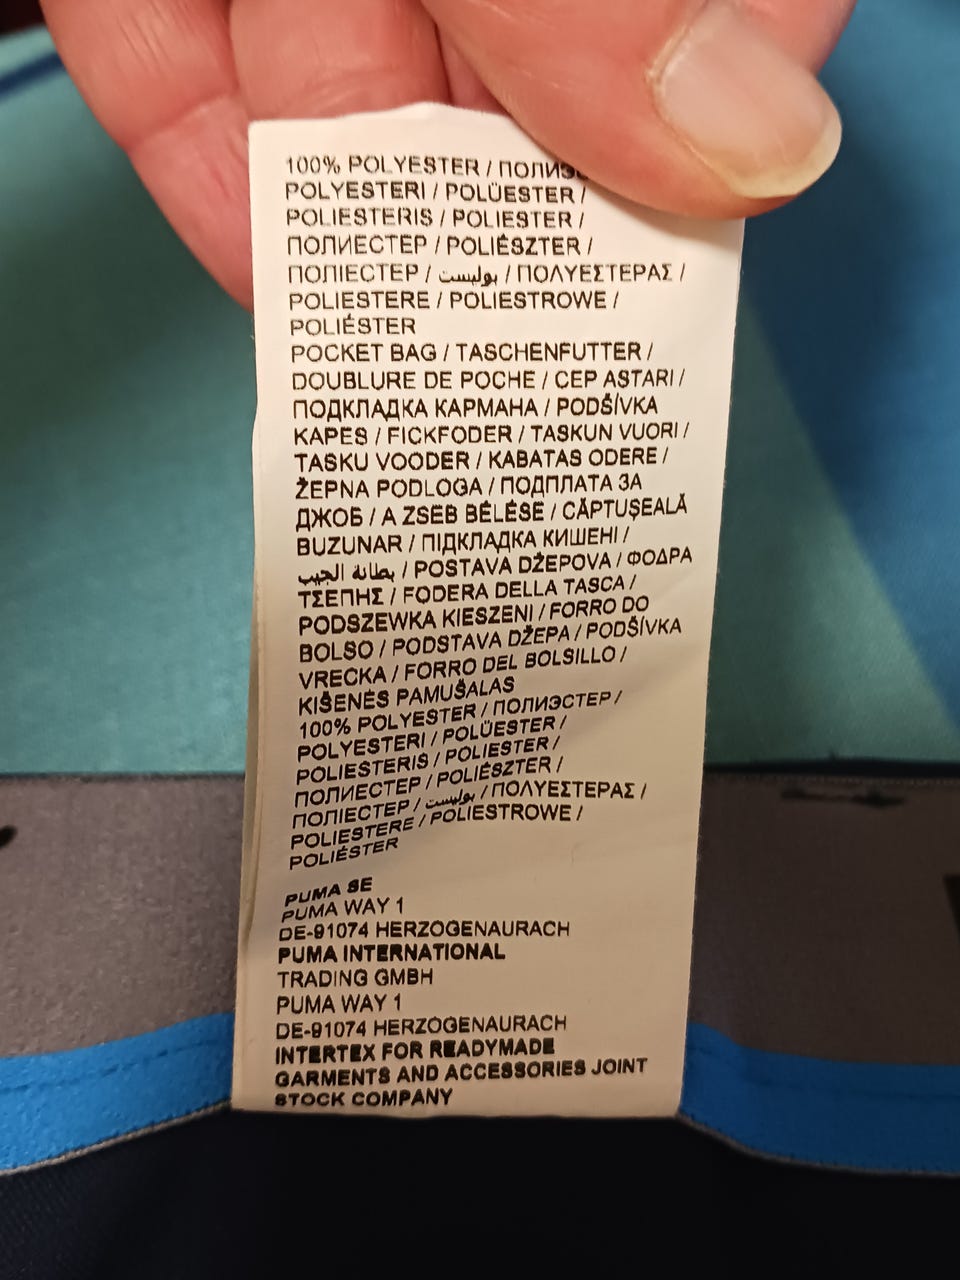 100% POLYESTER / ПОЛИЭС
POLYESTERI / POLÜESTER /
POLIESTERIS / POLIESTER /
ПОЛИЕСТЕР / POLIÉSZTER /
ПОЛІЕСТЕР / بوليست / ΠΟΛΥΕΣΤΕΡΑΣ /
POLIESTERE / POLIESTROWE /
POLIÉSTER
POCKET BAG / TASCHENFUTTER /
DOUBLURE DE POCHE / CEP ASTARI /
ПОДКЛАДКА КАРМАНА / PODŠÍVKA
KAPES / FICKFODER / TASKUN VUORI /
TASKU VOODER / KABATAS ODERE /
ŽEPNA PODLOGA / ПОДПЛАТА ЗА
ДЖОБ / A ZSEB BÉLÉSE / CĂPTUȘEALĂ
BUZUNAR / ПІДКЛАДКА КИШЕНІ /
بطانة الجيب / POSTAVA DŽEPOVA / ΦΟΔΡΑ
ΤΣΕΠΗΣ / FODERA DELLA TASCA /
PODSZEWKA KIESZENI / FORRO DO
BOLSO / PODSTAVA DŽEPA / PODŠÍVKA
VRECKA / FORRO DEL BOLSILLO /
KIŠENĖS PAMUŠALAS
100% POLYESTER / ПОЛИЭСТЕР /
POLYESTERI / POLÜESTER /
POLIESTERIS / POLIESTER /
ПОЛИЕСТЕР / POLIÉSZTER /
ПОЛІЕСТЕР / بوليست / ΠΟΛΥΕΣΤΕΡΑΣ /
POLIESTERE / POLIESTROWE /
POLIÉSTER
PUMA SE
PUMA WAY 1
DE-91074 HERZOGENAURACH
PUMA INTERNATIONAL
TRADING GMBH
PUMA WAY 1
DE-91074 HERZOGENAURACH
INTERTEX FOR READYMADE
GARMENTS AND ACCESSORIES JOINT
STOCK COMPANY